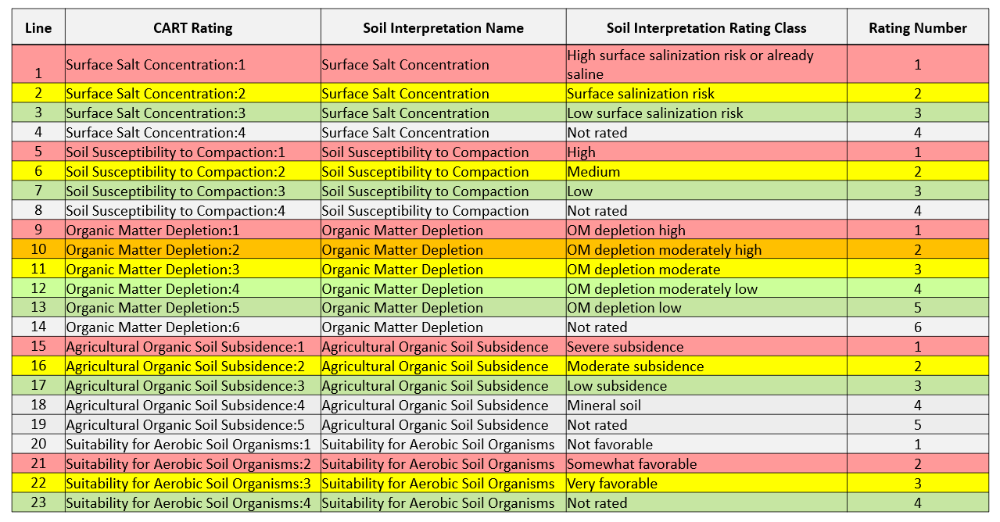 Line CART Rating Soil Interpretation Name Soil Interpretation Rating Class Rating Number
1 Surface Salt Concentration:1 Surface Salt Concentration High surface salinization risk or already saline 1
2 Surface Salt Concentration:2 Surface Salt Concentration Surface salinization risk 2
3 Surface Salt Concentration:3 Surface Salt Concentration Low surface salinization risk 3
4 Surface Salt Concentration:4 Surface Salt Concentration Not rated 4
5 Soil Susceptibility to Compaction:1 Soil Susceptibility to Compaction High 1
6 Soil Susceptibility to Compaction:2 Soil Susceptibility to Compaction Medium 2
7 Soil Susceptibility to Compaction:3 Soil Susceptibility to Compaction Low 3
8 Soil Susceptibility to Compaction:4 Soil Susceptibility to Compaction Not rated 4
9 Organic Matter Depletion:1 Organic Matter Depletion OM depletion high 1
10 Organic Matter Depletion:2 Organic Matter Depletion OM depletion moderately high 2
11 Organic Matter Depletion:3 Organic Matter Depletion OM depletion moderate 3
12 Organic Matter Depletion:4 Organic Matter Depletion OM depletion moderately low 4
13 Organic Matter Depletion:5 Organic Matter Depletion OM depletion low 5
14 Organic Matter Depletion:6 Organic Matter Depletion Not rated 6
15 Agricultural Organic Soil Subsidence:1 Agricultural Organic Soil Subsidence Severe subsidence 1
16 Agricultural Organic Soil Subsidence:2 Agricultural Organic Soil Subsidence Moderate subsidence 2
17 Agricultural Organic Soil Subsidence:3 Agricultural Organic Soil Subsidence Low subsidence 3
18 Agricultural Organic Soil Subsidence:4 Agricultural Organic Soil Subsidence Mineral soil 4
19 Agricultural Organic Soil Subsidence:5 Agricultural Organic Soil Subsidence Not rated 5
20 Suitability for Aerobic Soil Organisms:1 Suitability for Aerobic Soil Organisms Not favorable 1
21 Suitability for Aerobic Soil Organisms:2 Suitability for Aerobic Soil Organisms Somewhat favorable 2
22 Suitability for Aerobic Soil Organisms:3 Suitability for Aerobic Soil Organisms Very favorable 3
23 Suitability for Aerobic Soil Organisms:4 Suitability for Aerobic Soil Organisms Not rated 4